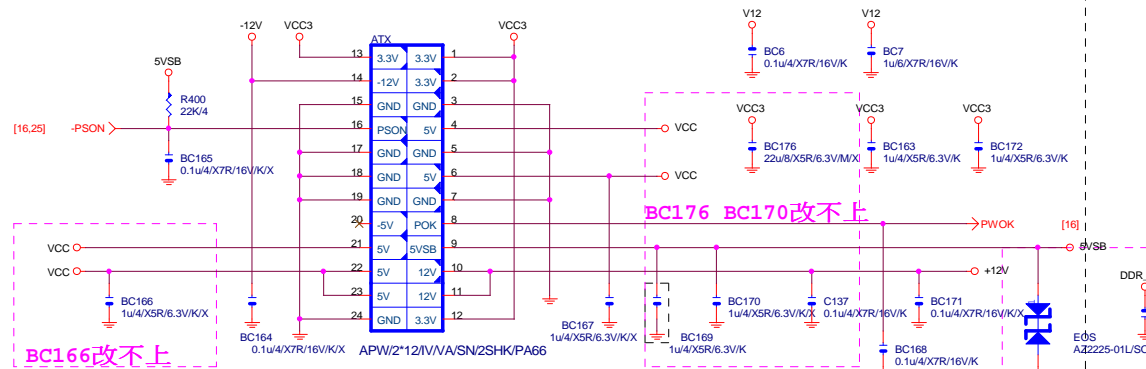 -12V
VCC3
VCC3
V12
V12
ATX
BC6
0.1u/4/X7R/16V/K
BC7
1u/6/X7R/16V/K
5VSB
R400
22K/4
[16,25]
-PSON
BC165
0.1u/4/X7R/16V/K/X
13 3.3V 3.3V 1
14 -12V 3.3V 2
15 GND GND 3
16 PSON 5V 4
17 GND GND 5
18 GND 5V 6
19 GND GND 7
20 -5V POK 8
21 5V 5VSB 9
22 5V 12V 10
23 5V 12V 11
24 GND 3.3V 12
APW/2*12/IV/VA/SN/2SHK/PA66
VCC
VCC
VCC3
BC176
22u/8/X5R/6.3V/M/X
VCC3
BC163
1u/4/X5R/6.3V/K
VCC3
BC172
1u/4/X5R/6.3V/K
BC176 BC170改不上
PWOK
[16]
5VSB
+12V
VCC
VCC
BC166
1u/4/X5R/6.3V/K/X
BC166改不上
BC164
0.1u/4/X7R/16V/K/X
BC167
1u/4/X5R/6.3V/K/X
BC169
1u/4/X5R/6.3V/K
BC170
1u/4/X5R/6.3V/K/X
C137
0.1u/4/X7R/16V/K
BC171
0.1u/4/X7R/16V/K/X
BC168
0.1u/4/X7R/16V/K
DDR_
EOS
AZ2225-01L/SO